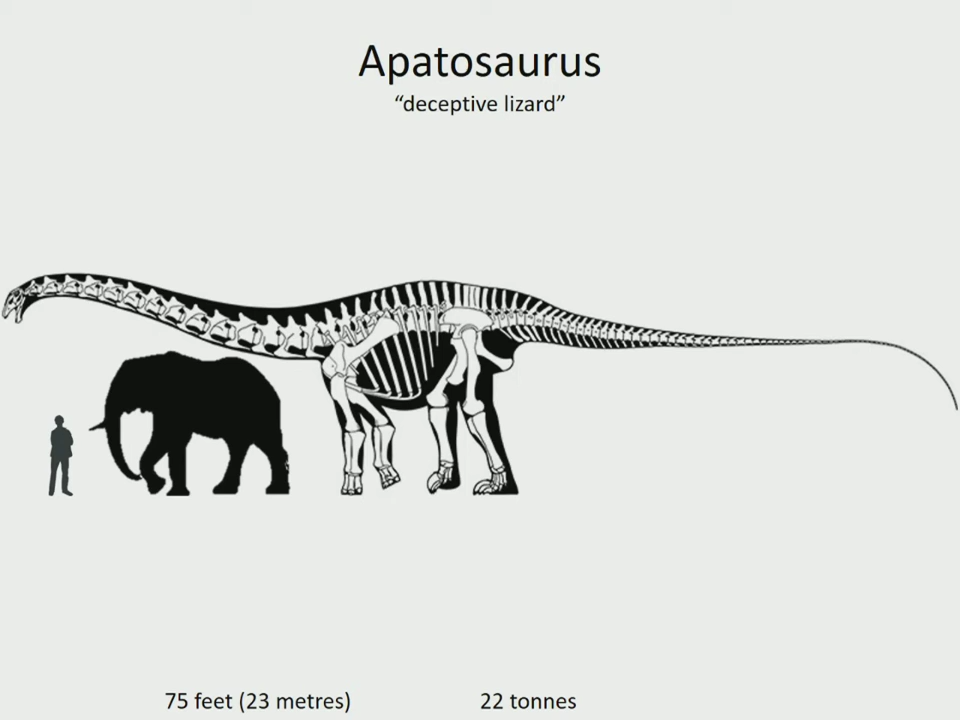 Apatosaurus
“deceptive lizard”
75 feet (23 metres) 22 tonnes